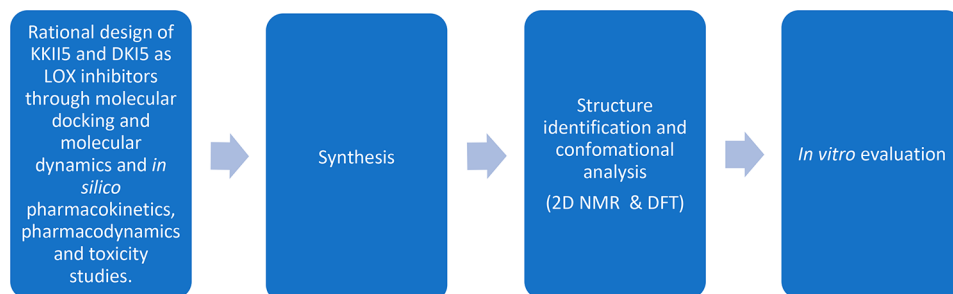 Rational design of
KKII5 and DKI5 as
LOX inhibitors
through molecular
docking and
molecular
dynamics and in
silico
pharmacokinetics,
pharmacodynamics
and toxicity
studies.
Synthesis
Structure
identification and
confomational
analysis
(2D NMR & DFT)
In vitro evaluation